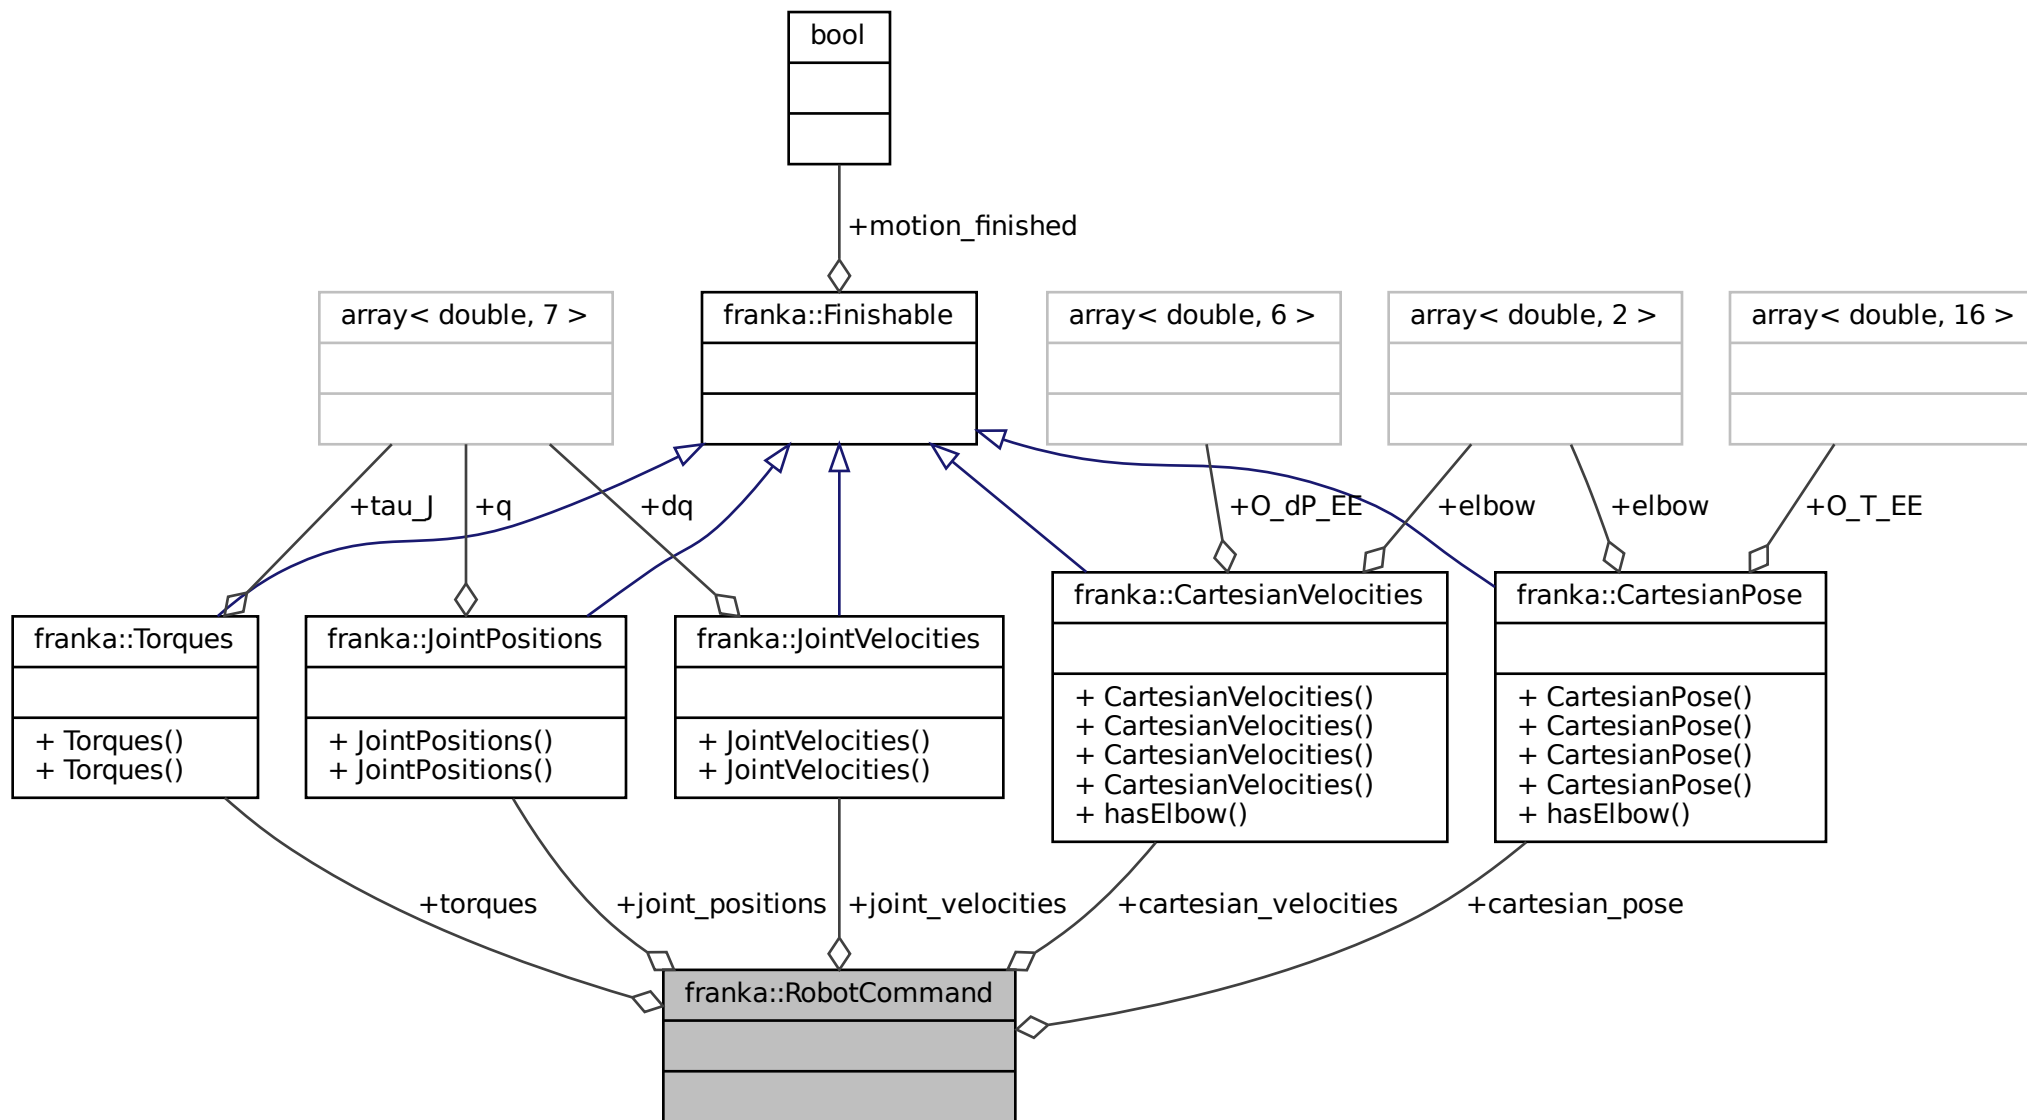 bool
+motion_finished
array< double, 7 >
franka::Finishable
array< double, 6 >
array< double, 2 >
array< double, 16 >
+tau_J
+q
+dq
+O_dP_EE
+elbow
+elbow
+O_T_EE
franka::Torques
+ Torques()
+ Torques()
franka::JointPositions
+ JointPositions()
+ JointPositions()
franka::JointVelocities
+ JointVelocities()
+ JointVelocities()
franka::CartesianVelocities
+ CartesianVelocities()
+ CartesianVelocities()
+ CartesianVelocities()
+ CartesianVelocities()
+ hasElbow()
franka::CartesianPose
+ CartesianPose()
+ CartesianPose()
+ CartesianPose()
+ CartesianPose()
+ hasElbow()
+torques
+joint_positions
+joint_velocities
+cartesian_velocities
+cartesian_pose
franka::RobotCommand